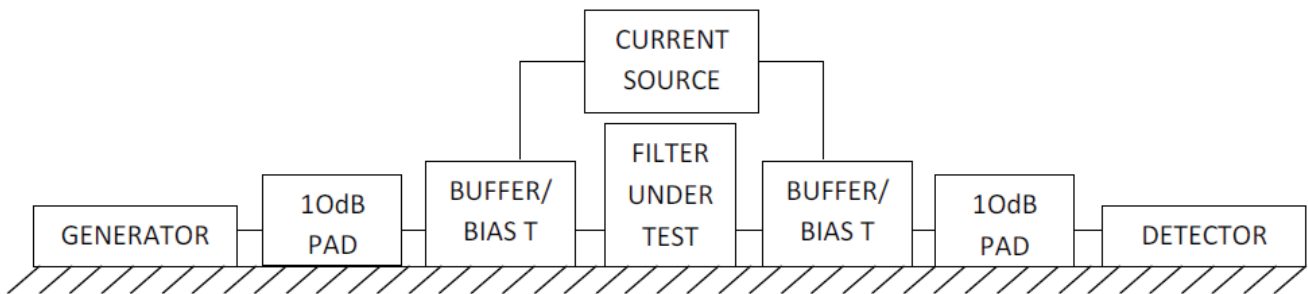 CURRENT
SOURCE
GENERATOR
1OdB
PAD
BUFFER/
BIAS T
FILTER
UNDER
TEST
BUFFER/
BIAS T
1OdB
PAD
DETECTOR